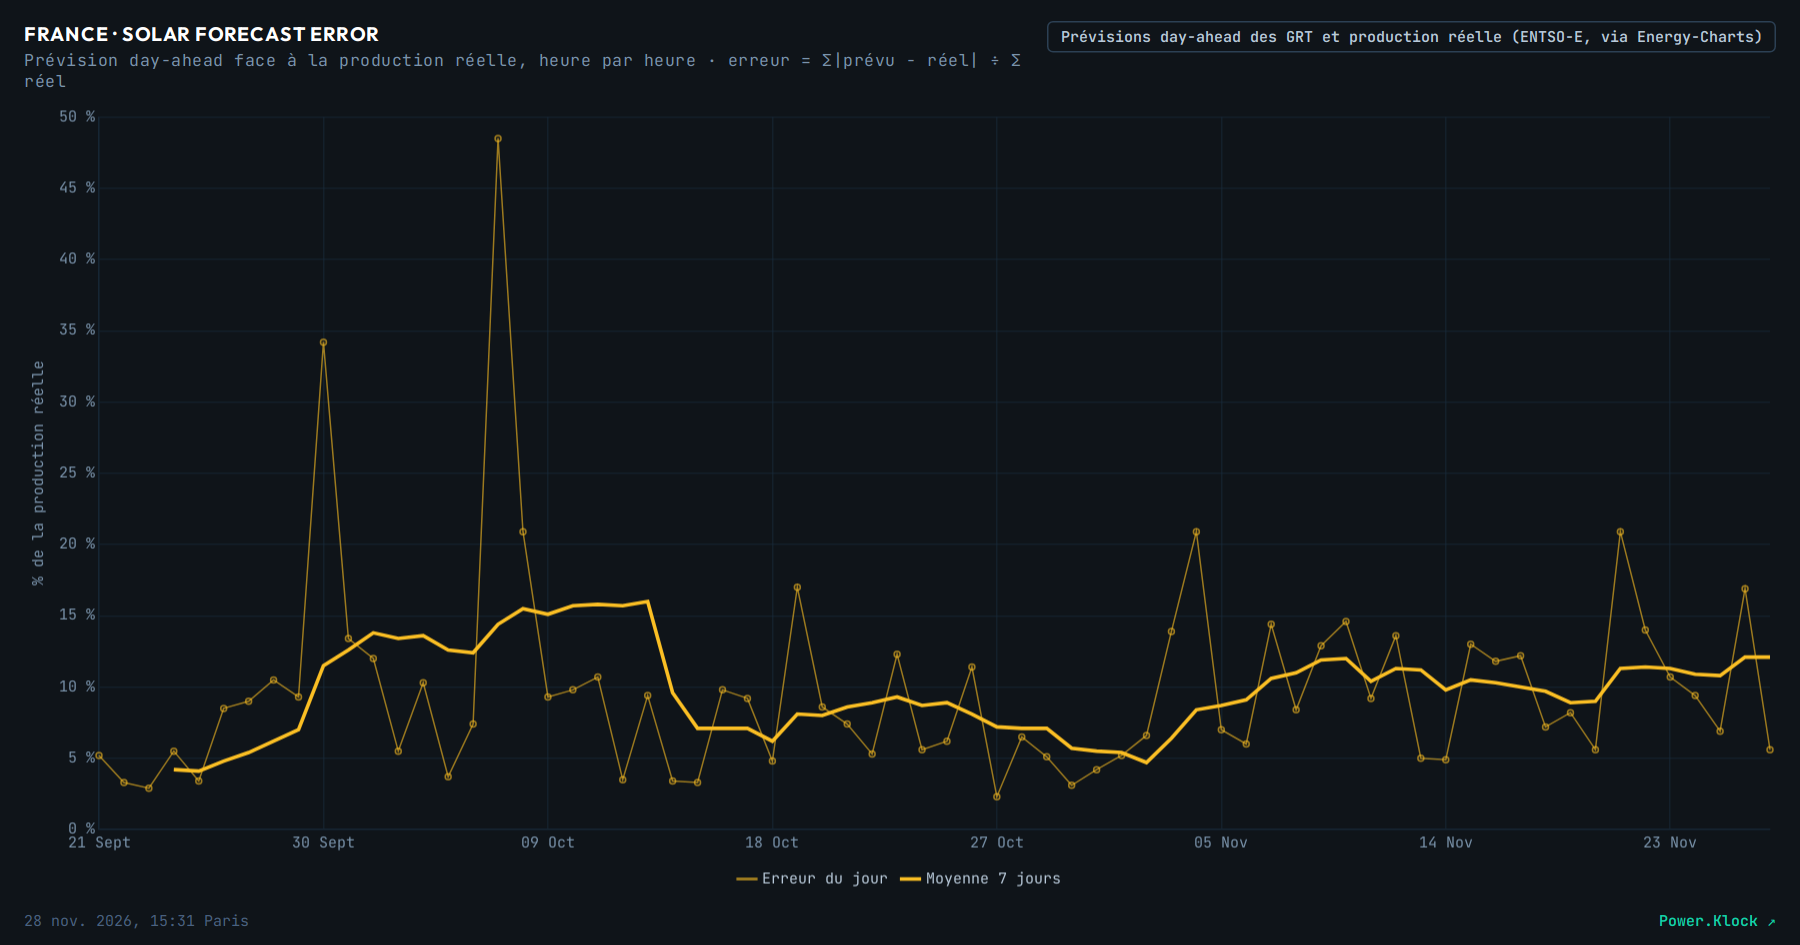 FRANCE · SOLAR FORECAST ERROR
Prévision day-ahead face à la production réelle, heure par heure · erreur = Σ|prévu - réel| ÷ Σ
réel
Prévisions day-ahead des GRT et production réelle (ENTSO-E, via Energy-Charts)
% de la production réelle
50 %
45 %
40 %
35 %
30 %
25 %
20 %
15 %
10 %
5 %
0 %
21 Sept
30 Sept
09 Oct
18 Oct
27 Oct
05 Nov
14 Nov
23 Nov
Erreur du jour
Moyenne 7 jours
28 nov. 2026, 15:31 Paris
Power.Klock ↗